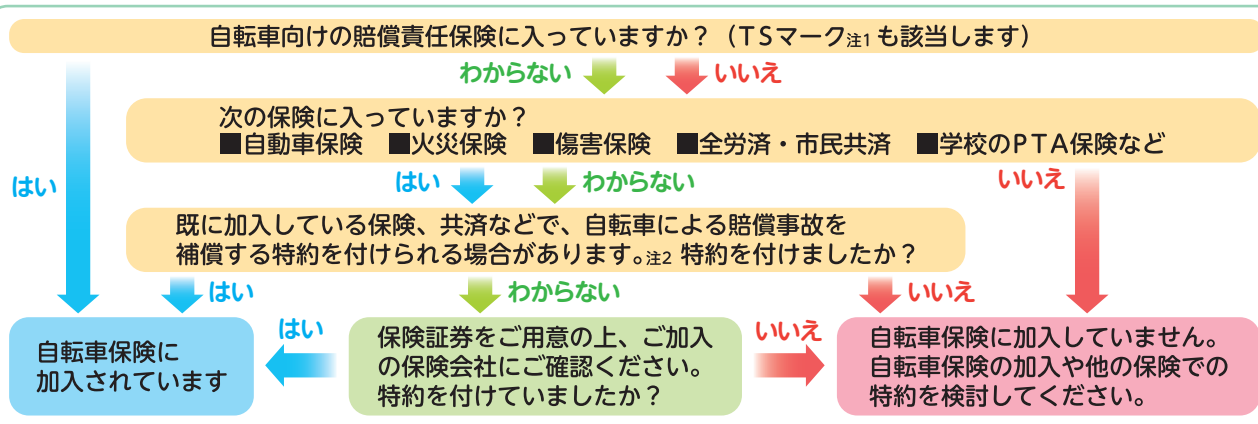 自転車向けの賠償責任保険に入っていますか？（TSマーク注1も該当します）
わからない
いいえ
次の保険に入っていますか？
■自動車保険 ■火災保険 ■傷害保険 ■全労済・市民共済 ■学校のPTA保険など
はい
はい
わからない
いいえ
既に加入している保険、共済などで、自転車による賠償事故を
補償する特約を付けられる場合があります。注2 特約を付けましたか？
はい
わからない
いいえ
自転車保険に
加入されています
はい
保険証券をご用意の上、ご加入
の保険会社にご確認ください。
特約を付けていましたか？
いいえ
自転車保険に加入していません。
自転車保険の加入や他の保険での
特約を検討してください。